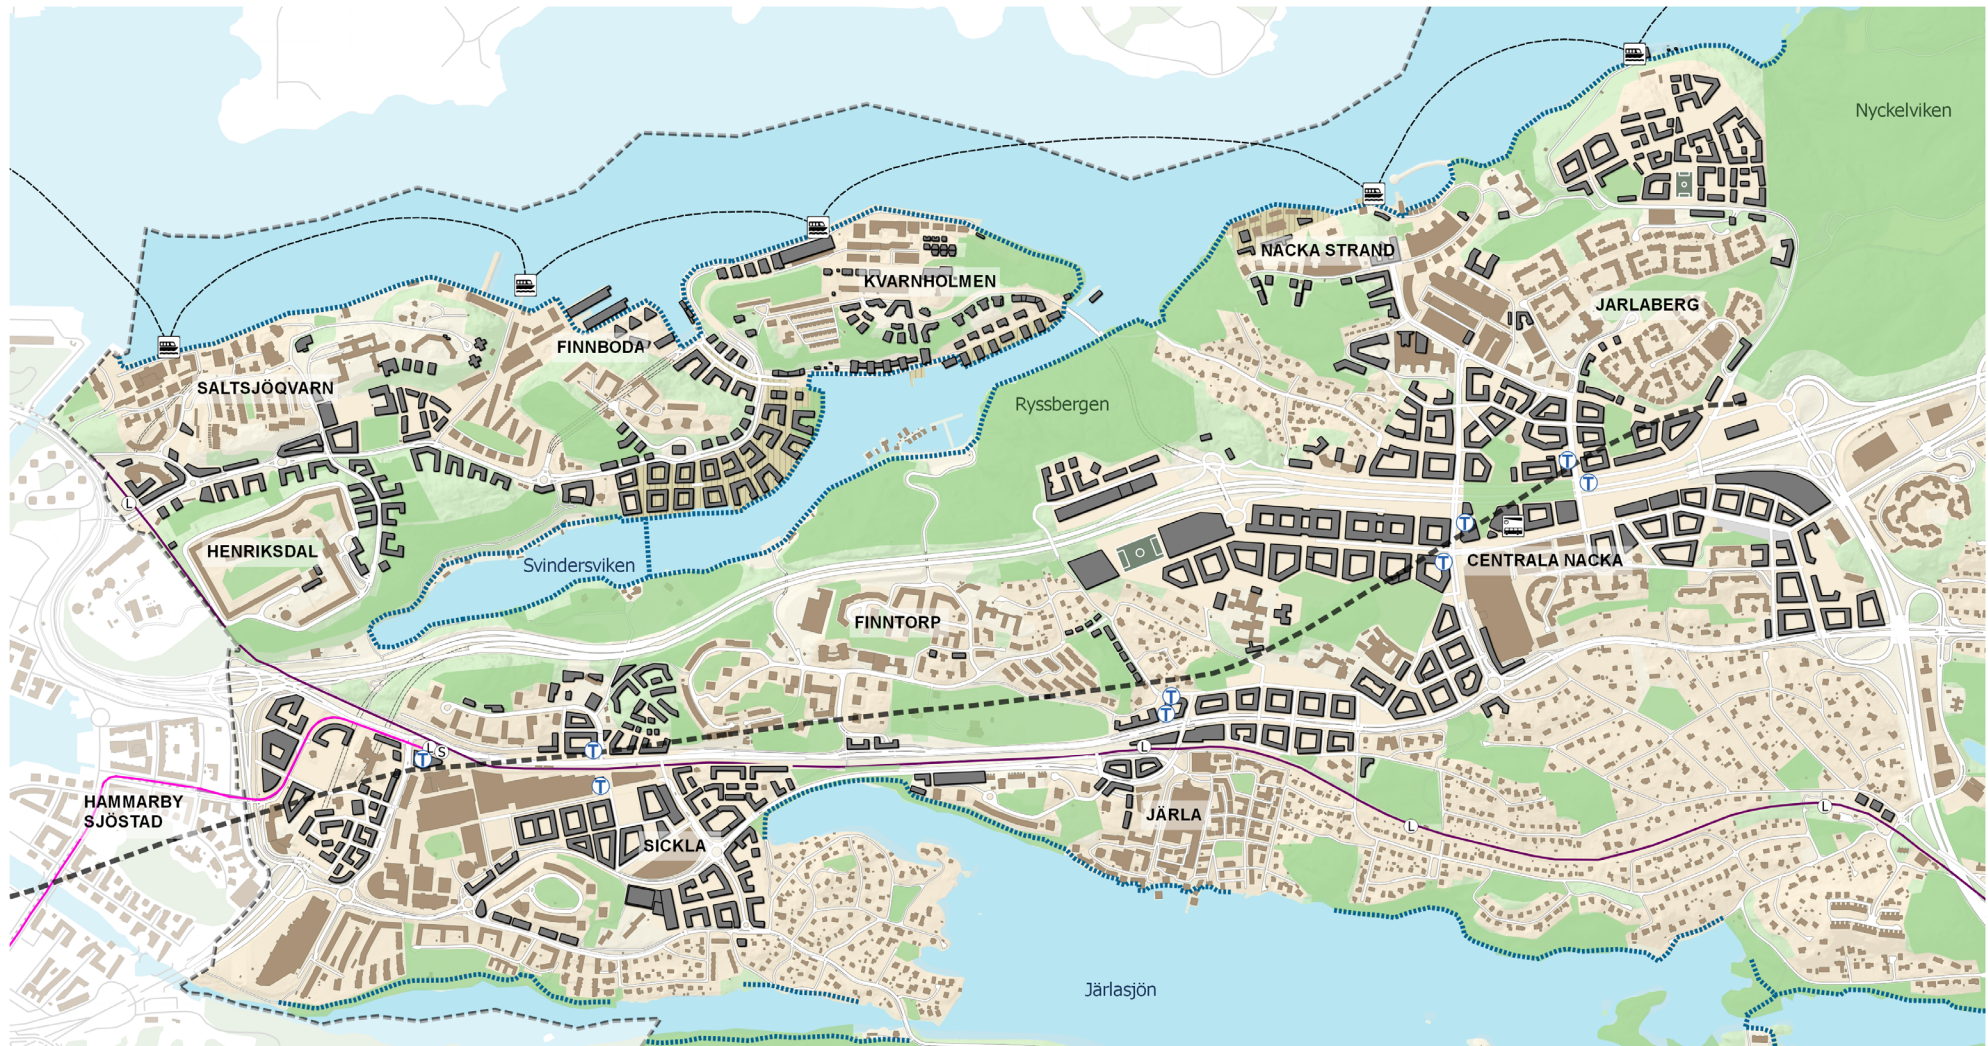 Nyckelviken
NACKA STRAND
KVARNHOLMEN
JARLABERG
FINNBODA
SALTSJÖQVARN
Ryssbergen
T
T
L
T
HENRIKSDAL
Svindersviken
T
CENTRALA NACKA
FINNTORP
T
T
L
S
T
T
L
T
HAMMARBY
SJÖSTAD
L
JÄRLA
L
SICKLA
Järlasjön